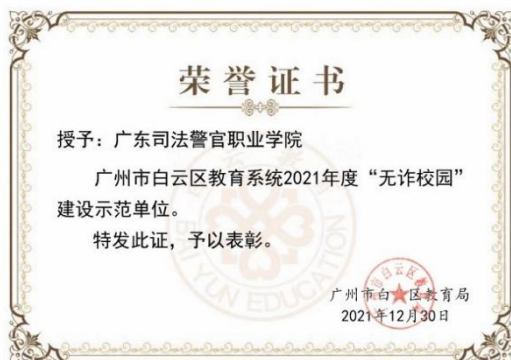 荣誉证书
授予：广东司法警官职业学院
广州市白云区教育系统2021年度“无诈校园”
建设示范单位。
特发此证，予以表彰。
广州市白云区教育局
2021年12月30日
BAIYUN EDUCATION